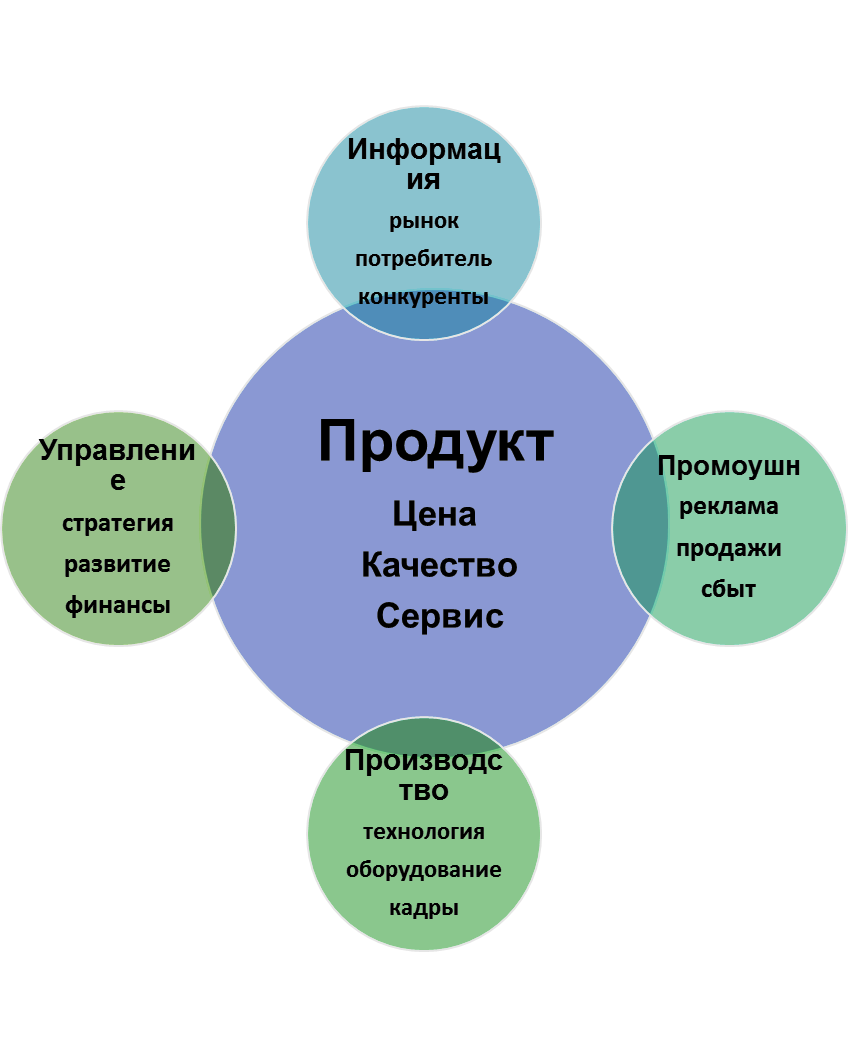 Информац
ия
рынок
потребитель
конкуренты
Управлени
е
стратегия
развитие
финансы
Продукт
Цена
Качество
Сервис
Промоушн
реклама
продажи
сбыт
Производс
тво
технология
оборудование
кадры